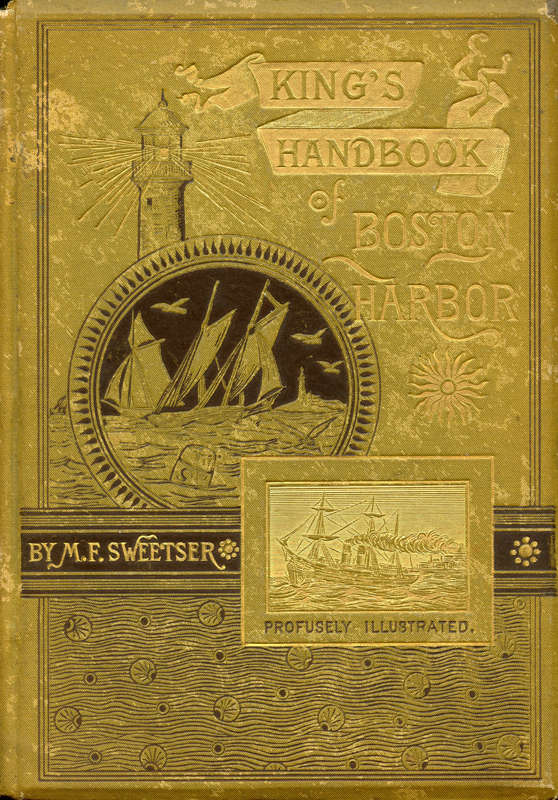 KING'S
HANDBOOK
of
BOSTON
HARBOR
BY M. F. SWEETSER
PROFUSELY ILLUSTRATED.